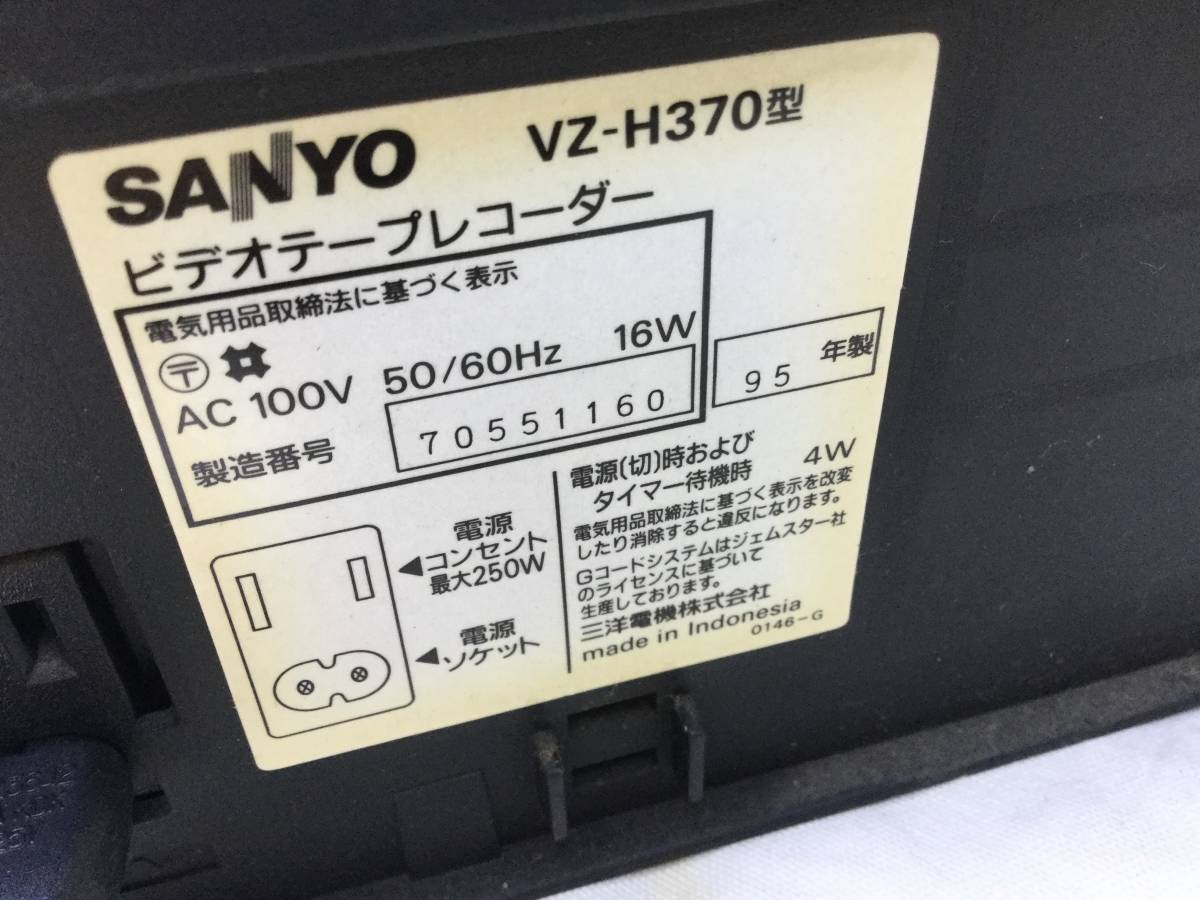 SANYO VZ-H370型
ビデオテープレコーダー
電気用品取締法に基づく表示
〒
AC 100V 50/60Hz 16W
製造番号 70551160
95 年製
電源
コンセント
最大250W
電源
ソケット
電源(切)時および
タイマー待機時 4W
電気用品取締法に基づく表示を改変
したり消除すると違反になります。
Gコードシステムはジェムスター社
のライセンスに基づいて
生産しております。
三洋電機株式会社
made in Indonesia
0146-G